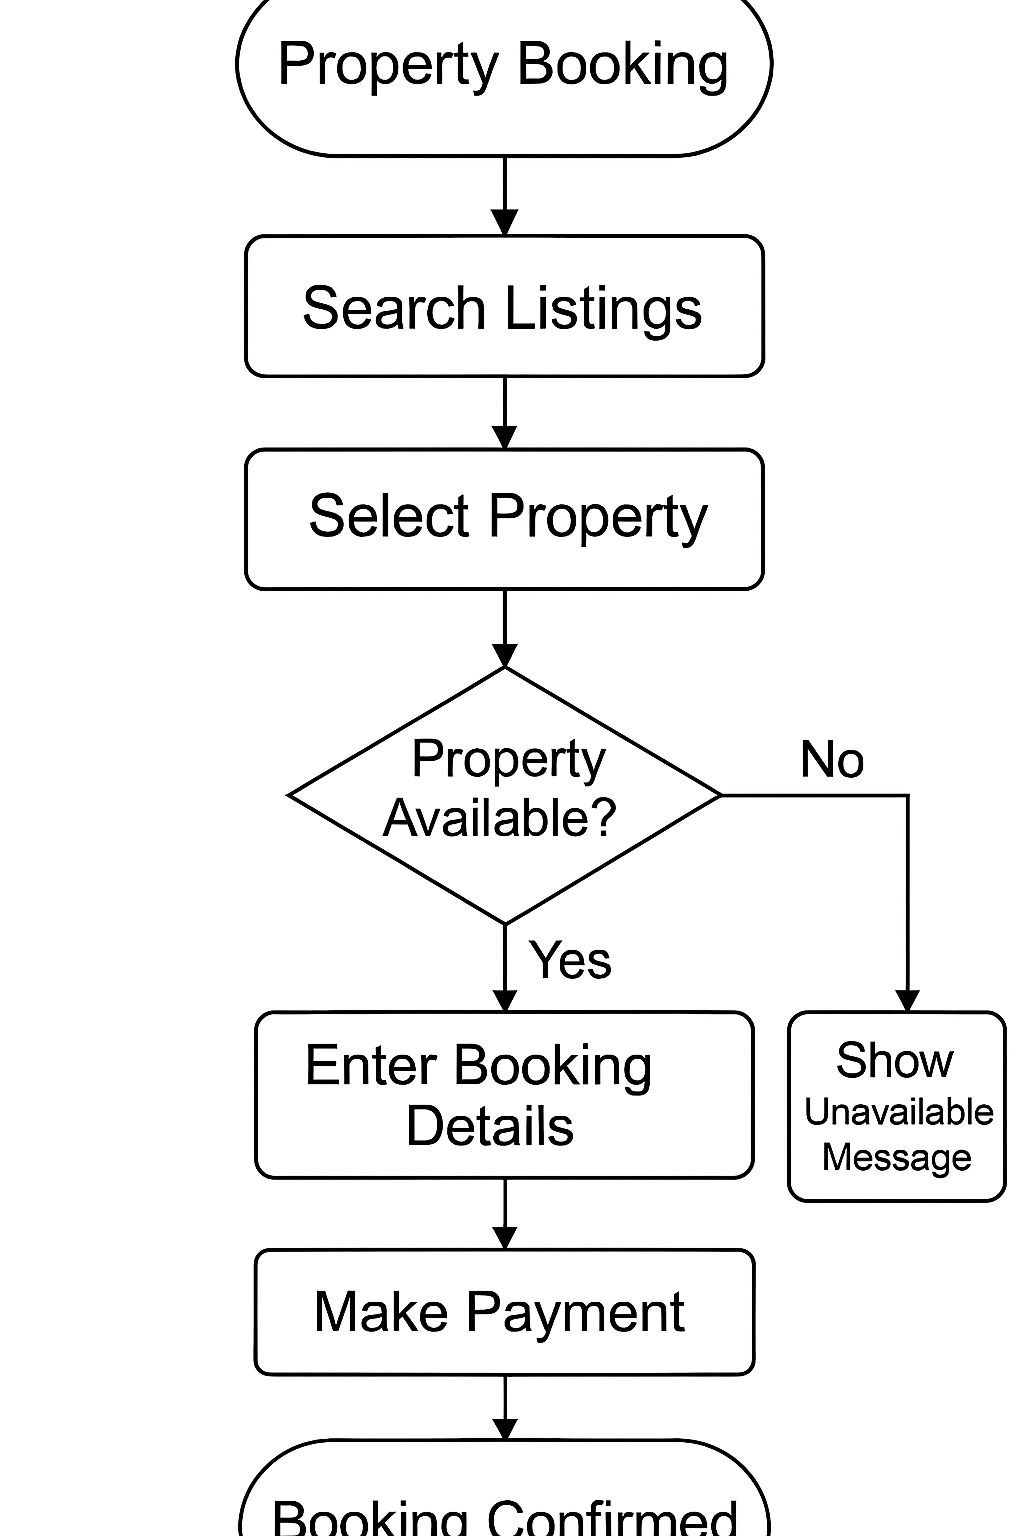 Property Booking
Search Listings
Select Property
Property
Available?
No
Yes
Enter Booking
Details
Show
Unavailable
Message
Make Payment
Booking Confirmed